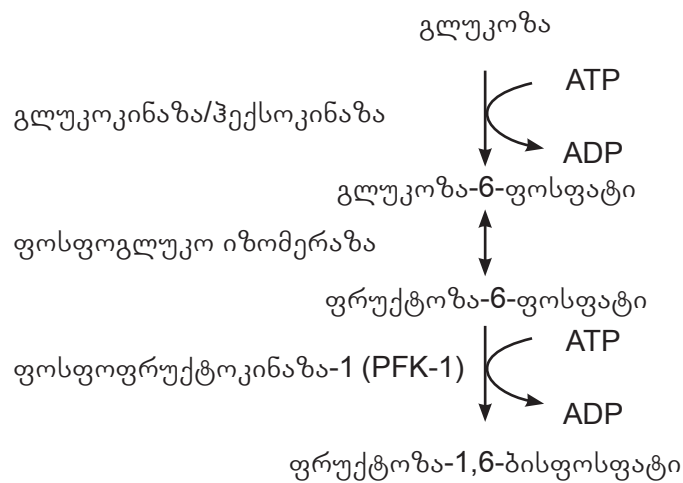 გლუკოზა
ATP
გლუკოკინაზა/ჰექსოკინაზა
ADP
გლუკოზა-6-ფოსფატი
ფოსფოგლუკო იზომერაზა
ფრუქტოზა-6-ფოსფატი
ATP
ფოსფოფრუქტოკინაზა-1 (PFK-1)
ADP
ფრუქტოზა-1,6-ბისფოსფატი